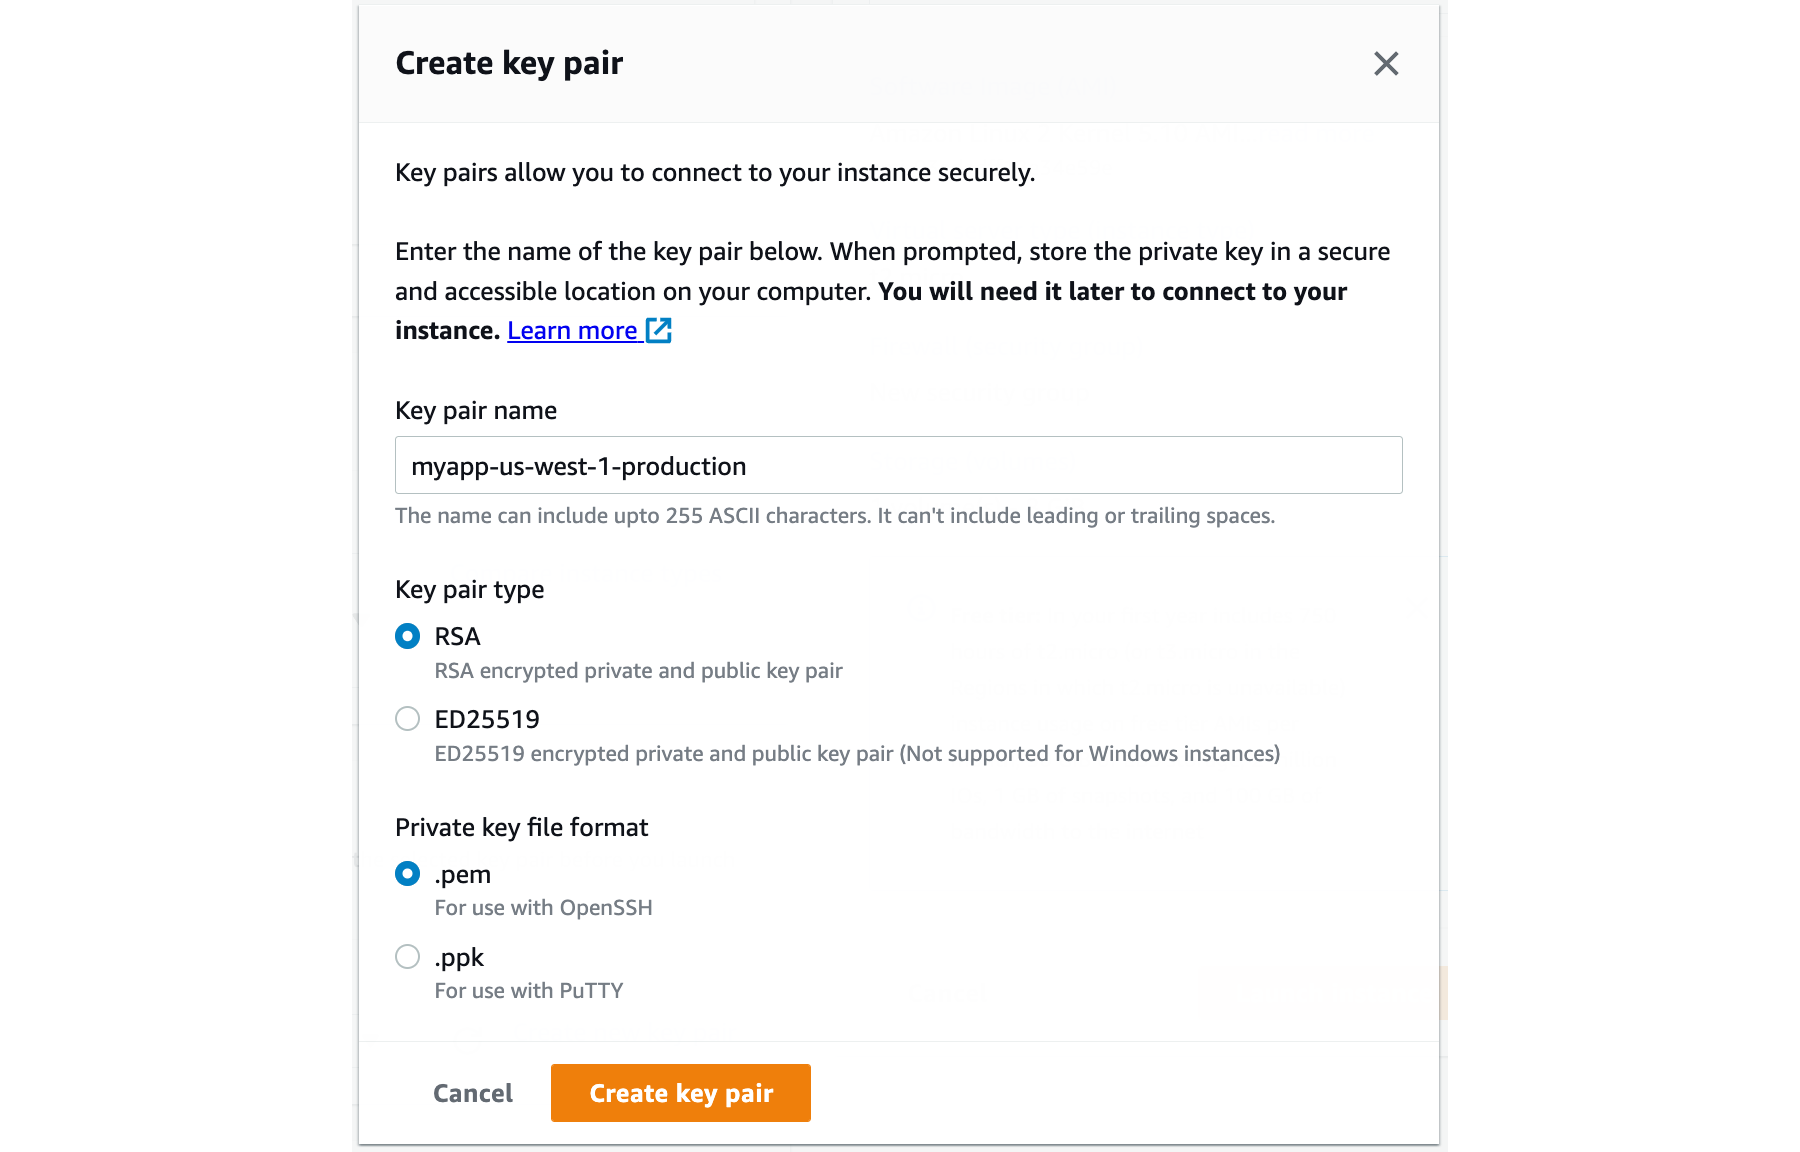 Create key pair
Key pairs allow you to connect to your instance securely.
Enter the name of the key pair below. When prompted, store the private key in a secure
and accessible location on your computer. You will need it later to connect to your
instance. Learn more
Key pair name
myapp-us-west-1-production
The name can include upto 255 ASCII characters. It can't include leading or trailing spaces.
Key pair type
RSA
RSA encrypted private and public key pair
ED25519
ED25519 encrypted private and public key pair (Not supported for Windows instances)
Private key file format
.pem
For use with OpenSSH
.ppk
For use with PuTTY
Cancel
Create key pair